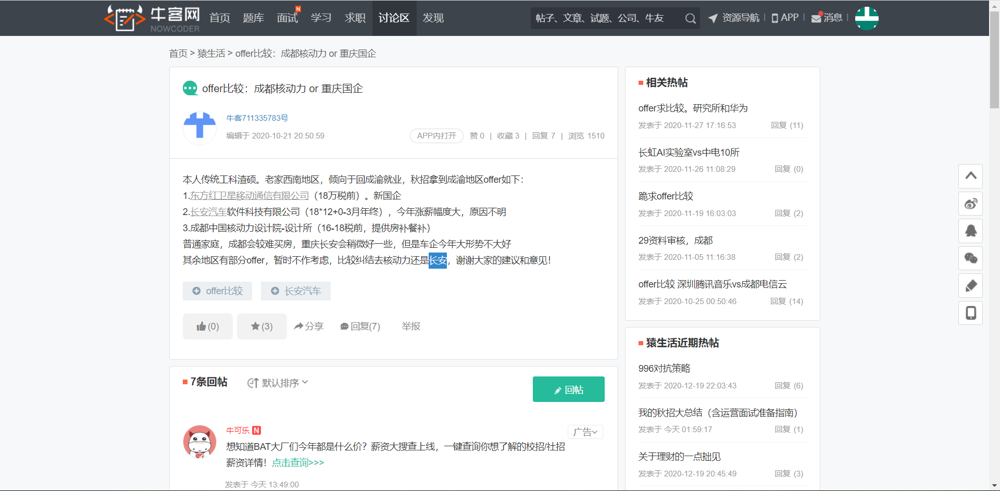 牛客网
NOWCODER
首页 题库 面试 N 学习 求职 讨论区 发现
帖子、文章、试题、公司、牛友
资源导航 | APP | 消息 |
首页 > 猿生活 > offer比较：成都核动力 or 重庆国企
offer比较：成都核动力 or 重庆国企
牛客711335783号
编辑于 2020-10-21 20:50:59
APP内打开 赞 0 | 收藏 3 | 回复 7 | 浏览 1510
本人传统工科渣硕。老家西南地区，倾向于回成渝就业，秋招拿到成渝地区offer如下：
1.东方红卫星移动通信有限公司（18万税前）。新国企
2.长安汽车软件科技有限公司（18*12+0-3月年终），今年涨薪幅度大，原因不明
3.成都中国核动力设计院-设计所（16-18税前，提供房补餐补）
普通家庭，成都会较难买房，重庆长安会稍微好一些，但是车企今年大形势不大好
其余地区有部分offer，暂时不作考虑，比较纠结去核动力还是长安，谢谢大家的建议和意见！
offer比较 长安汽车
(0) (3) 分享 回复(7) 举报
7条回帖 默认排序
回帖
牛可乐 N
广告
想知道BAT大厂们今年都是什么价？薪资大搜查上线，一键查询你想了解的校招/社招
薪资详情！点击查询>>>
发表于 今天 13:49:00
相关热帖
offer求比较。研究所和华为
发表于 2020-11-27 17:16:53 回复 (11)
长虹AI实验室vs中电10所
发表于 2020-11-26 11:08:29 回复 (0)
跪求offer比较
发表于 2020-11-19 16:03:03 回复 (2)
29资料审核，成都
发表于 2020-11-05 11:16:38 回复 (2)
offer比较 深圳腾讯音乐vs成都电信云
发表于 2020-10-25 00:50:46 回复 (14)
猿生活近期热帖
996对抗策略
发表于 2020-12-19 22:03:43 回复 (6)
我的秋招大总结（含运营面试准备指南）
发表于 今天 01:59:17 回复 (1)
关于理财的一点拙见
发表于 2020-12-19 20:45:49 回复 (3)